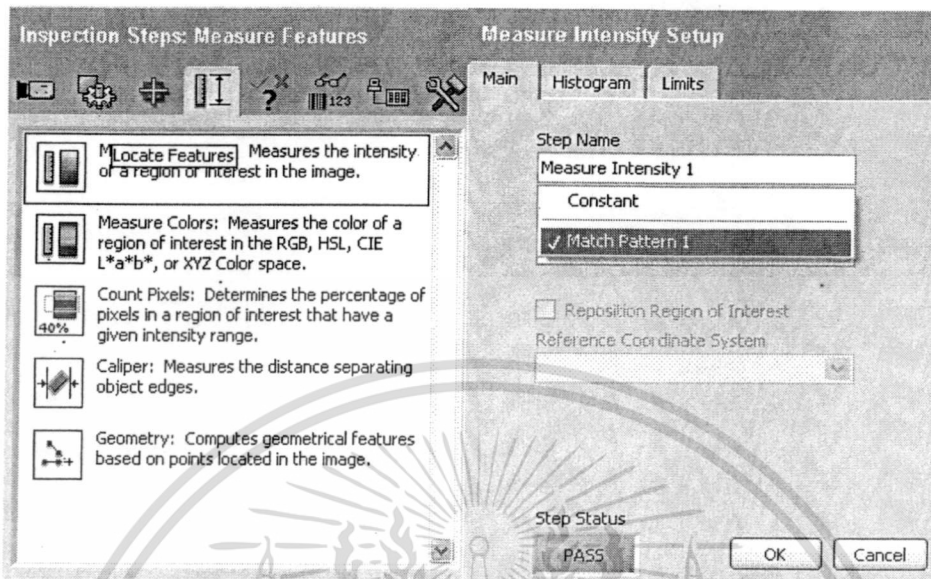 Inspection Steps: Measure Features
123
M Locate Features Measures the intensity
of a region of interest in the image.
Measure Colors: Measures the color of a
region of interest in the RGB, HSL, CIE
L*a*b*, or XYZ Color space.
40%
Count Pixels: Determines the percentage of
pixels in a region of interest that have a
given intensity range.
Caliper: Measures the distance separating
object edges.
Geometry: Computes geometrical features
based on points located in the image.
Measure Intensity Setup
Main Histogram Limits
Step Name
Measure Intensity 1
Constant
Match Pattern 1
Reposition Region of Interest
Reference Coordinate System
Step Status
PASS OK Cancel